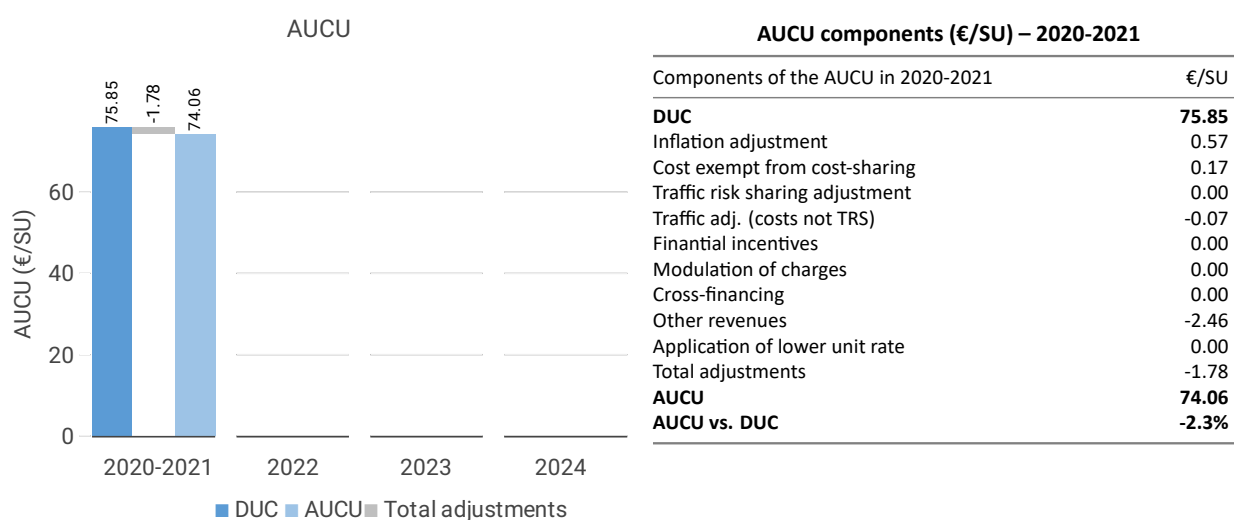 AUCU
75.85
-1.78
74.06
AUCU (€/SU)
60
40
20
0
2020-2021 2022 2023 2024
DUC AUCU Total adjustments
AUCU components (€/SU) – 2020-2021
Components of the AUCU in 2020-2021 €/SU
DUC 75.85
Inflation adjustment 0.57
Cost exempt from cost-sharing 0.17
Traffic risk sharing adjustment 0.00
Traffic adj. (costs not TRS) -0.07
Finantial incentives 0.00
Modulation of charges 0.00
Cross-financing 0.00
Other revenues -2.46
Application of lower unit rate 0.00
Total adjustments -1.78
AUCU 74.06
AUCU vs. DUC -2.3%